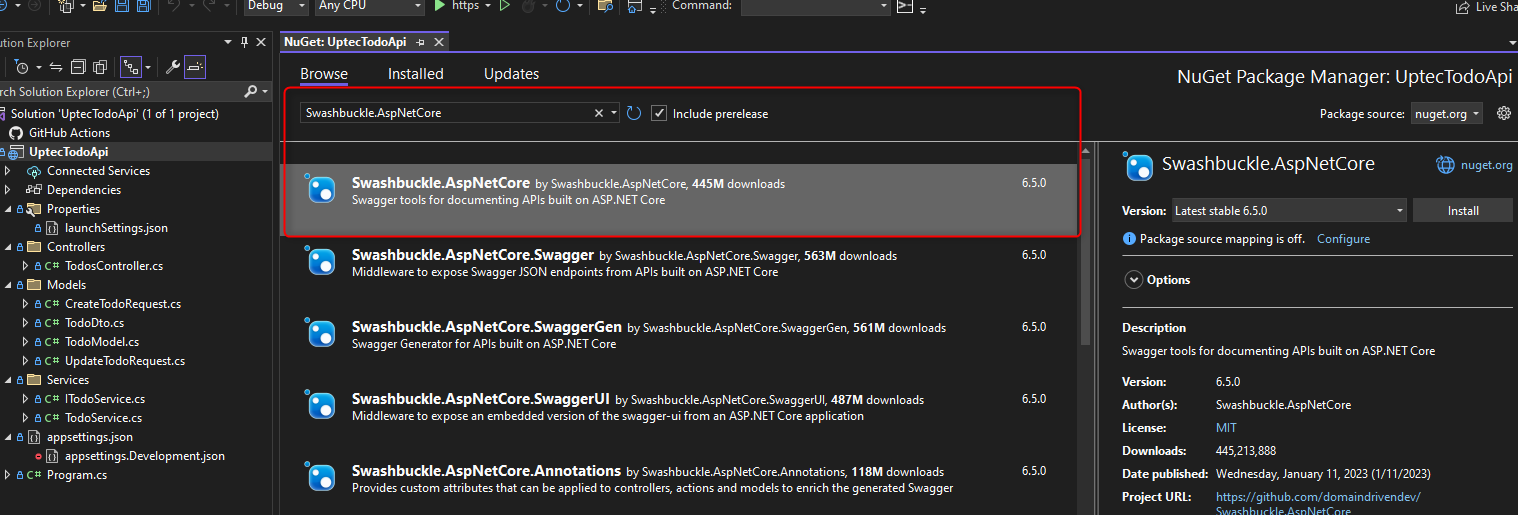 Debug Any CPU https Command: Live Sha
olution Explorer
rch Solution Explorer (Ctrl+;)
Solution 'UptecTodoApi' (1 of 1 project)
GitHub Actions
UptecTodoApi
Connected Services
Dependencies
Properties
launchSettings.json
Controllers
C# TodosController.cs
Models
C# CreateTodoRequest.cs
C# TodoDto.cs
C# TodoModel.cs
C# UpdateTodoRequest.cs
Services
C# ITodoService.cs
C# TodoService.cs
appsettings.json
appsettings.Development.json
C# Program.cs
NuGet: UptecTodoApi
Browse Installed Updates
NuGet Package Manager: UptecTodoApi
Swashbuckle.AspNetCore
Include prerelease
Package source: nuget.org
Swashbuckle.AspNetCore by Swashbuckle.AspNetCore, 445M downloads 6.5.0
Swagger tools for documenting APIs built on ASP.NET Core
Swashbuckle.AspNetCore.Swagger by Swashbuckle.AspNetCore.Swagger, 563M downloads 6.5.0
Middleware to expose Swagger JSON endpoints from APIs built on ASP.NET Core
Swashbuckle.AspNetCore.SwaggerGen by Swashbuckle.AspNetCore.SwaggerGen, 561M downloads 6.5.0
Swagger Generator for APIs built on ASP.NET Core
Swashbuckle.AspNetCore.SwaggerUI by Swashbuckle.AspNetCore.SwaggerUI, 487M downloads 6.5.0
Middleware to expose an embedded version of the swagger-ui from an ASP.NET Core application
Swashbuckle.AspNetCore.Annotations by Swashbuckle.AspNetCore.Annotations, 118M downloads 6.5.0
Provides custom attributes that can be applied to controllers, actions and models to enrich the generated Swagger
Swashbuckle.AspNetCore nuget.org
Version: Latest stable 6.5.0 Install
Package source mapping is off. Configure
Options
Description
Swagger tools for documenting APIs built on ASP.NET Core
Version: 6.5.0
Author(s): Swashbuckle.AspNetCore
License: MIT
Downloads: 445,213,888
Date published: Wednesday, January 11, 2023 (1/11/2023)
Project URL: https://github.com/domaindrivendev/
Swashbuckle.AspNetCore